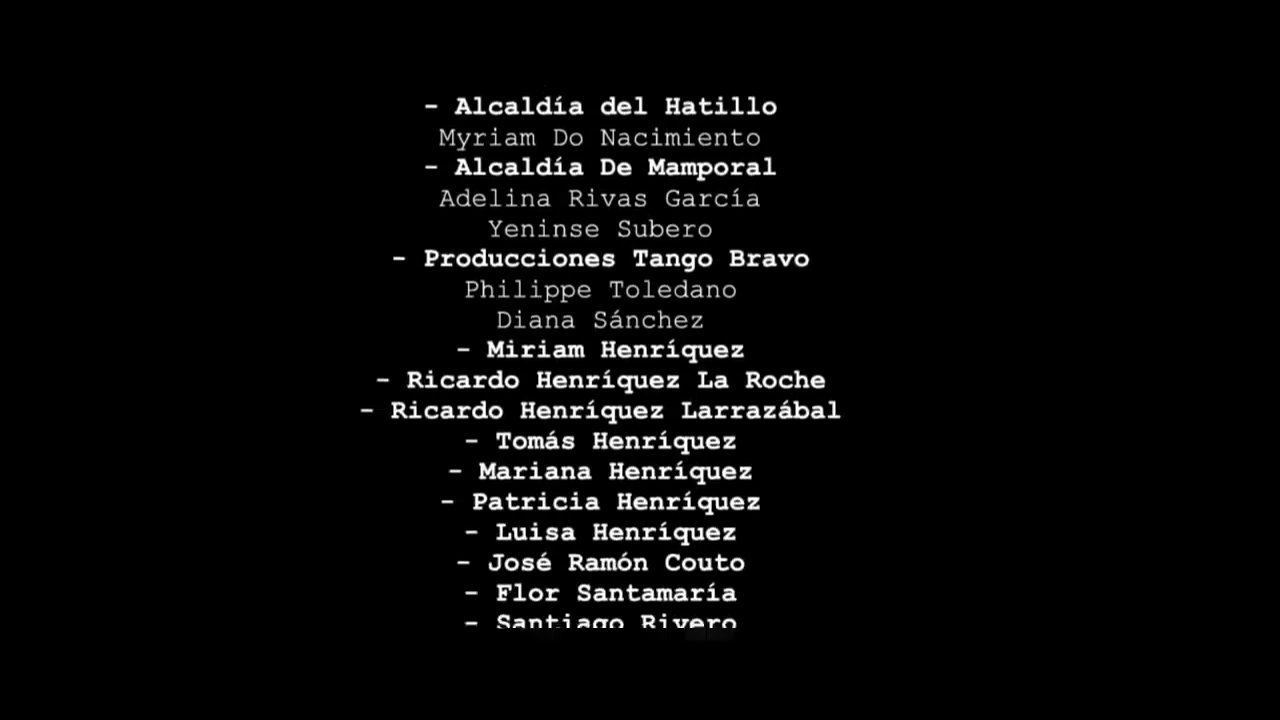 - Alcaldía del Hatillo
Myriam Do Nacimiento
- Alcaldía De Mamporal
Adelina Rivas García
Yeninse Subero
- Producciones Tango Bravo
Philippe Toledano
Diana Sánchez
- Miriam Henríquez
- Ricardo Henríquez La Roche
- Ricardo Henríquez Larrazábal
- Tomás Henríquez
- Mariana Henríquez
- Patricia Henríquez
- Luisa Henríquez
- José Ramón Couto
- Flor Santamaría
- Santiago Rivero